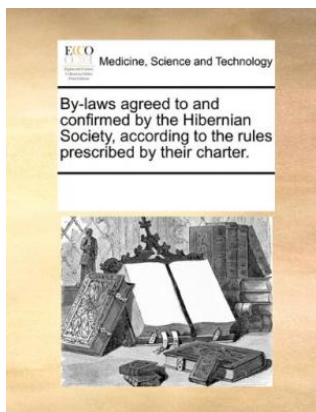 ECCO
Medicine, Science and Technology
By-laws agreed to and
confirmed by the Hibernian
Society, according to the rules
prescribed by their charter.